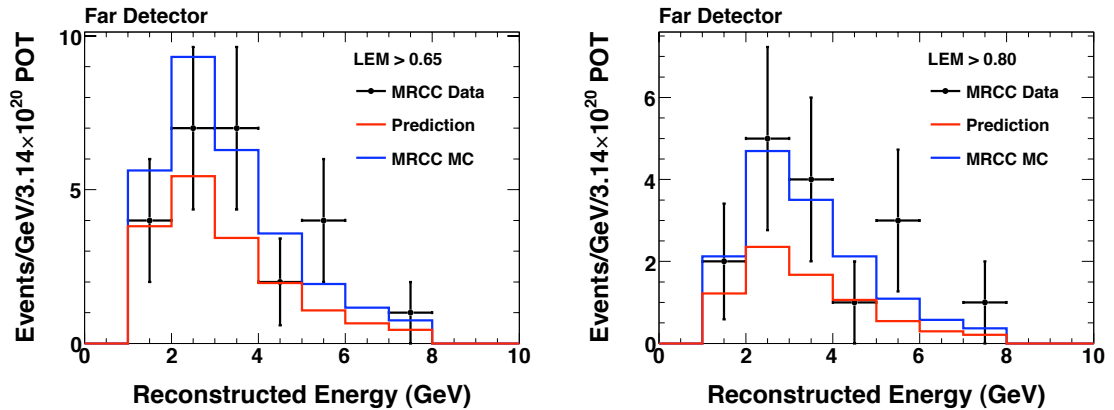 Far Detector
Events/GeV/3.14×10²⁰ POT
10
5
0
LEM > 0.65
MRCC Data
Prediction
MRCC MC
0 2 4 6 8 10
Reconstructed Energy (GeV)
Far Detector
Events/GeV/3.14×10²⁰ POT
6
4
2
0
LEM > 0.80
MRCC Data
Prediction
MRCC MC
0 2 4 6 8 10
Reconstructed Energy (GeV)